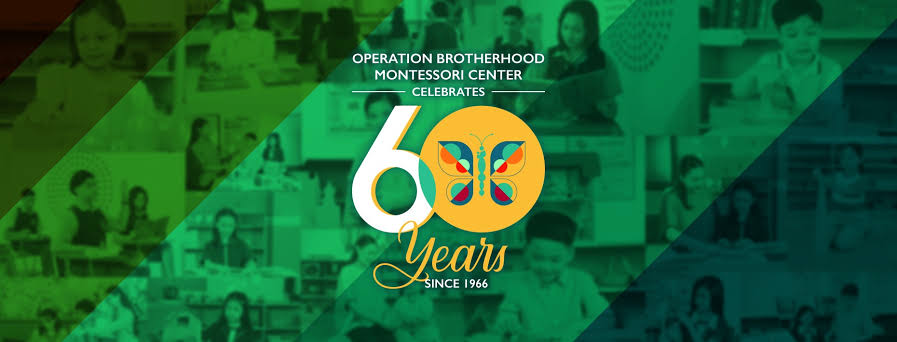 OPERATION BROTHERHOOD
MONTESSORI CENTER
CELEBRATES
60
Years
SINCE 1966